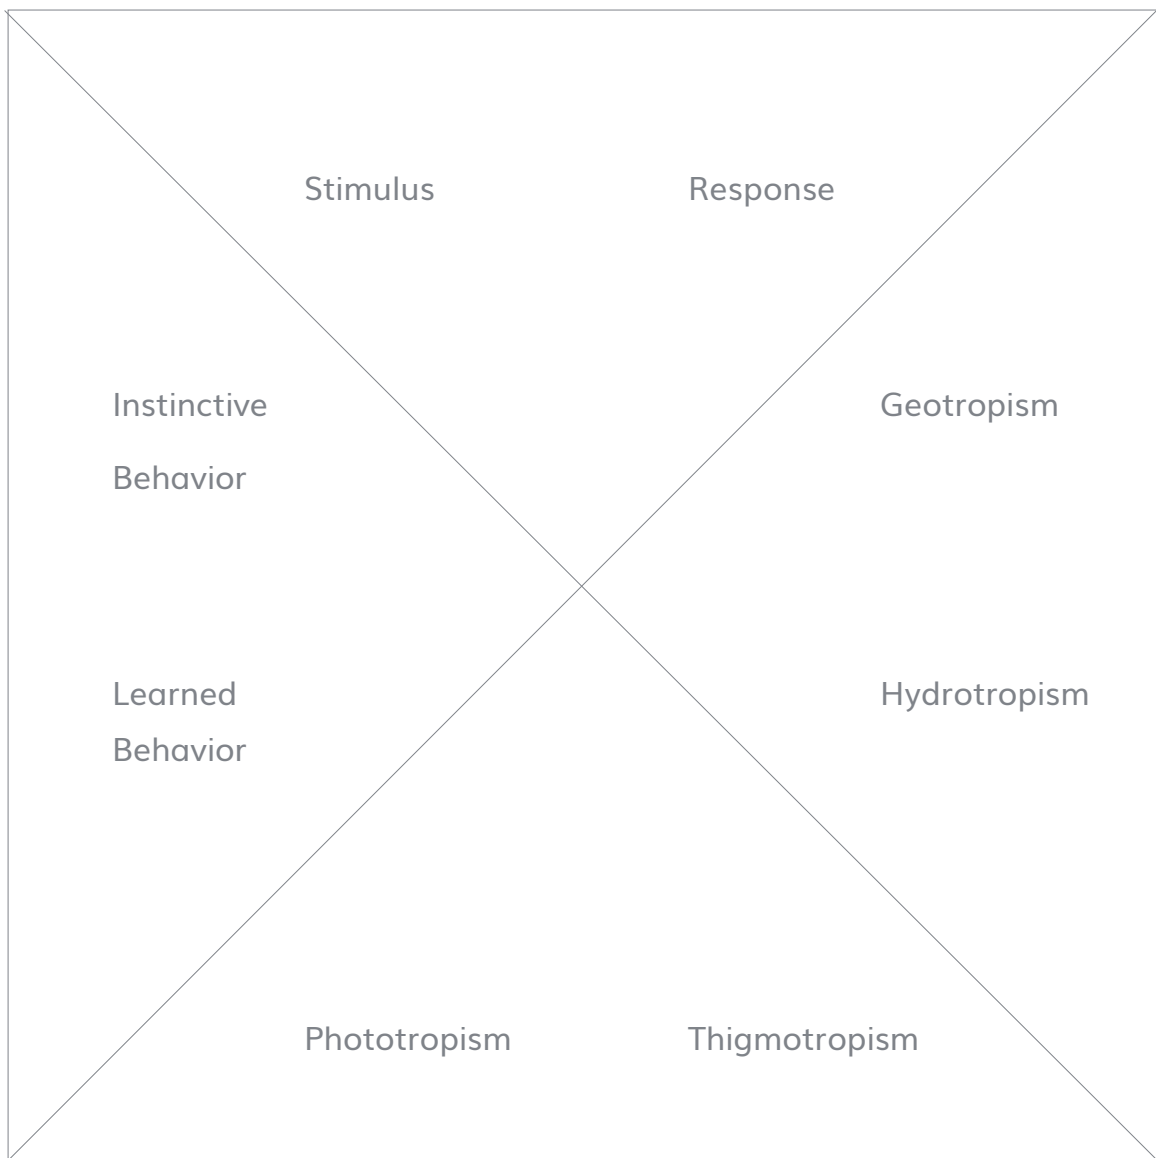 Stimulus
Response
Instinctive
Behavior
Geotropism
Learned
Behavior
Hydrotropism
Phototropism
Thigmotropism